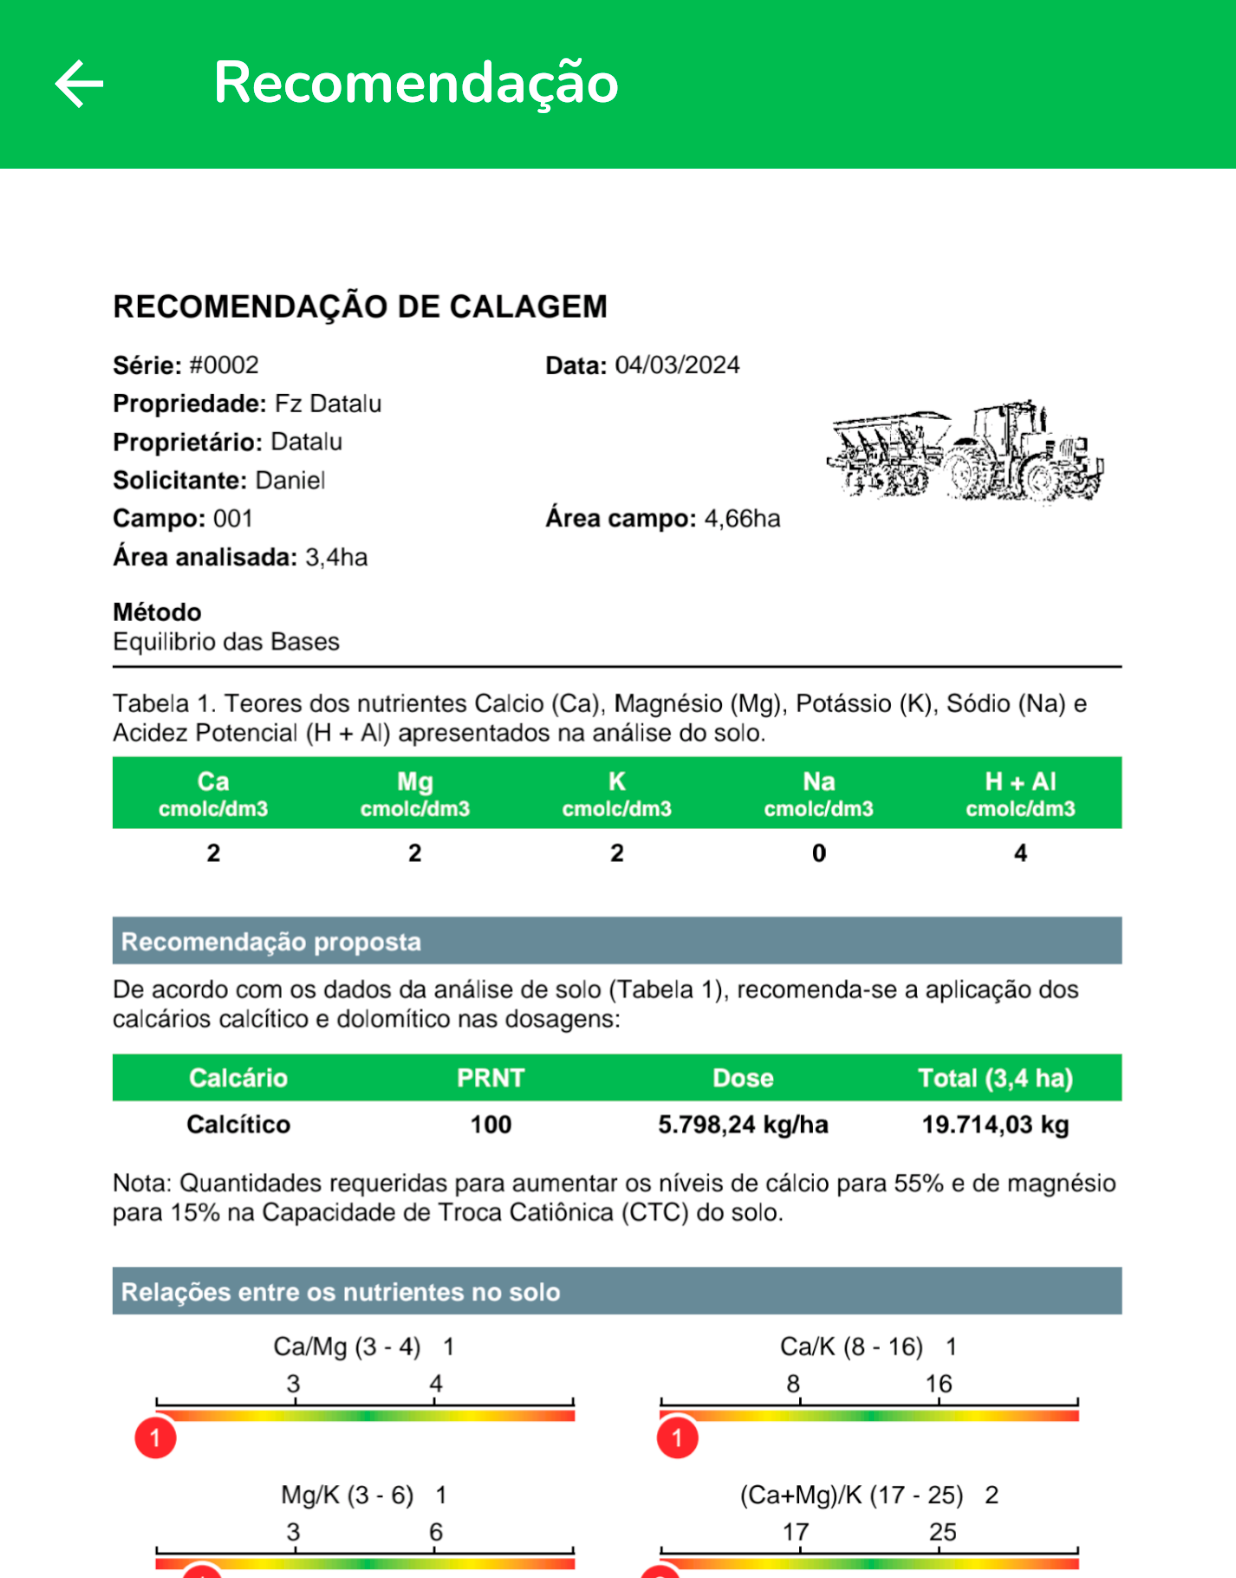 Recomendação
RECOMENDAÇÃO DE CALAGEM
Série: #0002 Data: 04/03/2024
Propriedade: Fz Datalu
Proprietário: Datalu
Solicitante: Daniel
Campo: 001 Área campo: 4,66ha
Área analisada: 3,4ha
Método
Equilibrio das Bases
Tabela 1. Teores dos nutrientes Calcio (Ca), Magnésio (Mg), Potássio (K), Sódio (Na) e
Acidez Potencial (H + Al) apresentados na análise do solo.
Ca Mg K Na H + Al
cmolc/dm3 cmolc/dm3 cmolc/dm3 cmolc/dm3 cmolc/dm3
2 2 2 0 4
Recomendação proposta
De acordo com os dados da análise de solo (Tabela 1), recomenda-se a aplicação dos
calcários calcítico e dolomítico nas dosagens:
Calcário PRNT Dose Total (3,4 ha)
Calcítico 100 5.798,24 kg/ha 19.714,03 kg
Nota: Quantidades requeridas para aumentar os níveis de cálcio para 55% e de magnésio
para 15% na Capacidade de Troca Catiônica (CTC) do solo.
Relações entre os nutrientes no solo
Ca/Mg (3 - 4) 1 Ca/K (8 - 16) 1
3 4 8 16
1 1
Mg/K (3 - 6) 1 (Ca+Mg)/K (17 - 25) 2
3 6 17 25